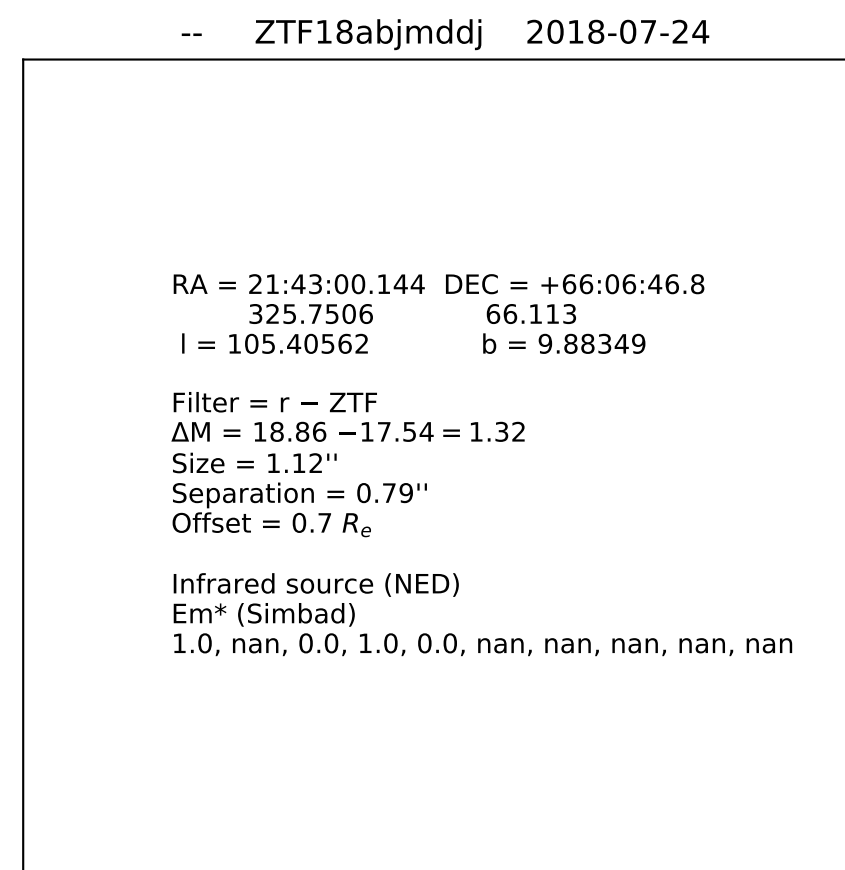 -- ZTF18abjmddj 2018-07-24
RA = 21:43:00.144 DEC = +66:06:46.8
325.7506 66.113
l = 105.40562 b = 9.88349
Filter = r − ZTF
ΔM = 18.86 −17.54 = 1.32
Size = 1.12''
Separation = 0.79''
Offset = 0.7 Re
Infrared source (NED)
Em* (Simbad)
1.0, nan, 0.0, 1.0, 0.0, nan, nan, nan, nan, nan